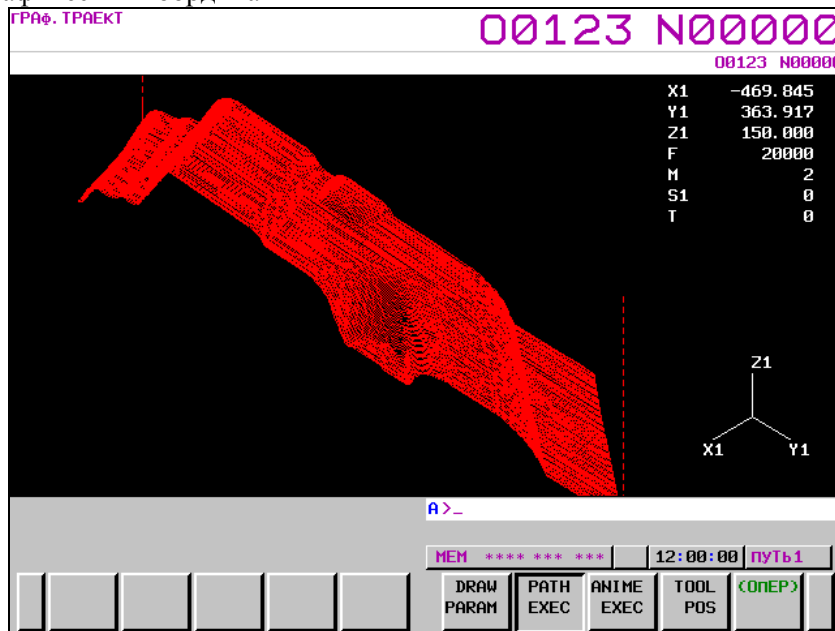 ГРАФ. ТРАЕКТ
O0123 N00000
O0123 N00000
X1 -469.845
Y1 363.917
Z1 150.000
F 20000
M 2
S1 0
T 0
Z1
X1 Y1
A>_
MEM **** *** *** 12:00:00 ПУТЬ1
DRAW PARAM PATH EXEC ANIME EXEC TOOL POS (ОПЕР)